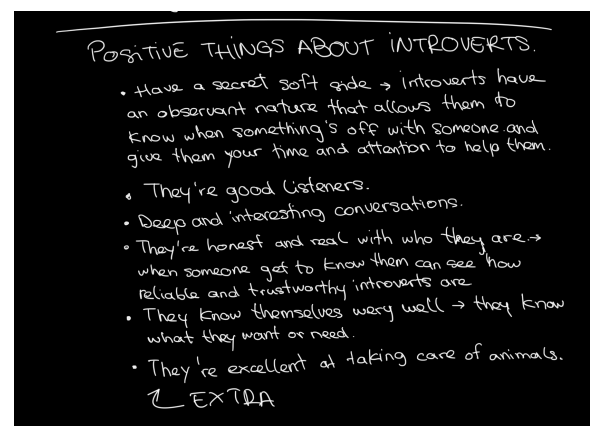 POSITIVE THINGS ABOUT INTROVERTS.
• Have a secret soft side → introverts have
an observant nature that allows them to
know when something's off with someone and
give them your time and attention to help them.
• They're good listeners.
• Deep and interesting conversations.
• They're honest and real with who they are →
when someone get to know them can see how
reliable and trustworthy introverts are
• They know themselves wery well → they know
what they want or need.
• They're excellent at taking care of animals.
EXTRA